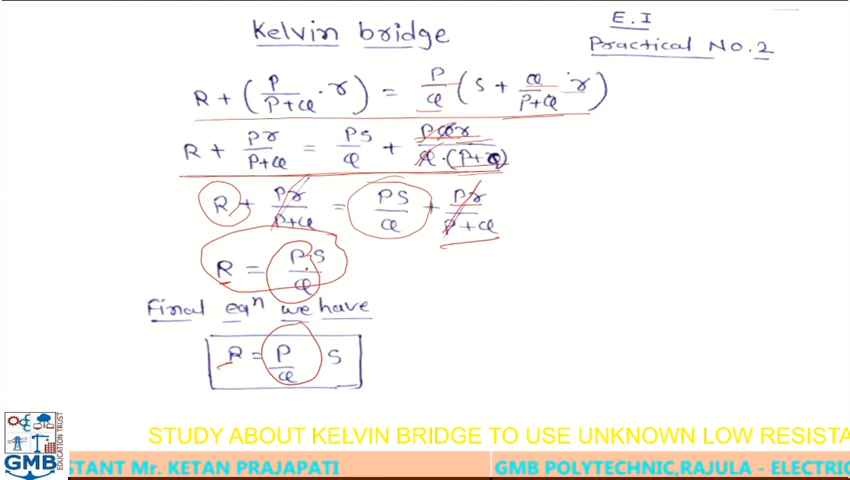 Kelvin bridge
E.I
Practical No.2
R + (P/P+Q · r) = P/Q (S + Q/P+Q · r)
R + Pr/P+Q = PS/Q + PQr/Q·(P+Q)
R + Pr/P+Q = PS/Q + Pr/P+Q
R = PS/Q
Final eqn we have
R = P/Q S
STUDY ABOUT KELVIN BRIDGE TO USE UNKNOWN LOW RESISTA
GMB
EDUCATION TRUST
STANT Mr. KETAN PRAJAPATI
GMB POLYTECHNIC,RAJULA - ELECTRIC